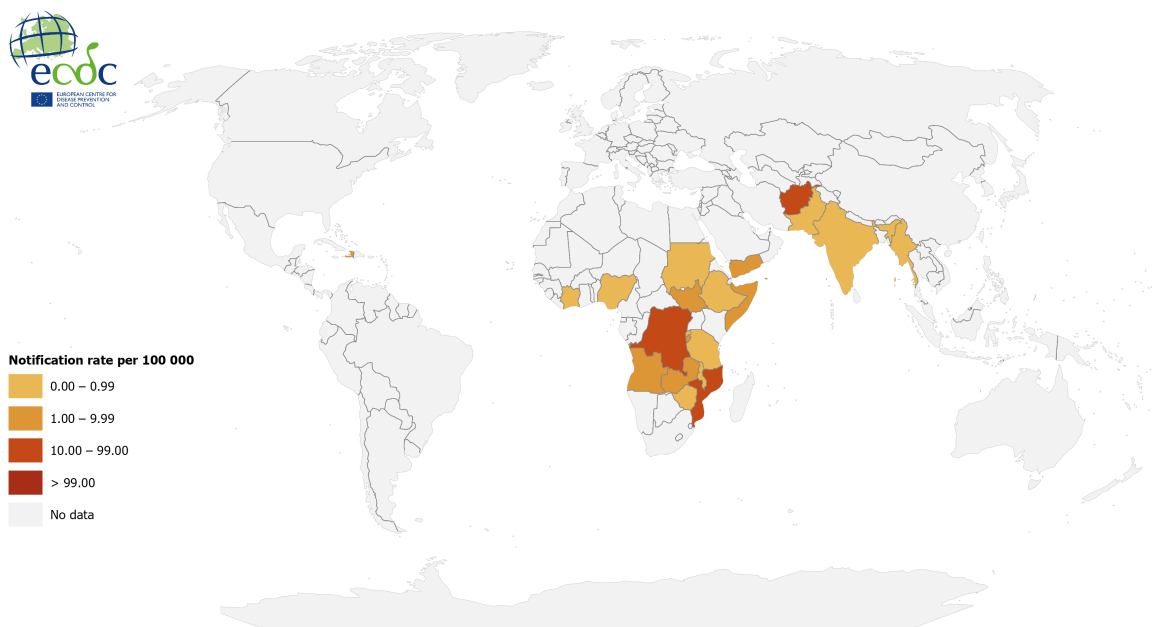 ecdc
EUROPEAN CENTRE FOR
DISEASE PREVENTION
AND CONTROL
Notification rate per 100 000
0.00 – 0.99
1.00 – 9.99
10.00 – 99.00
> 99.00
No data